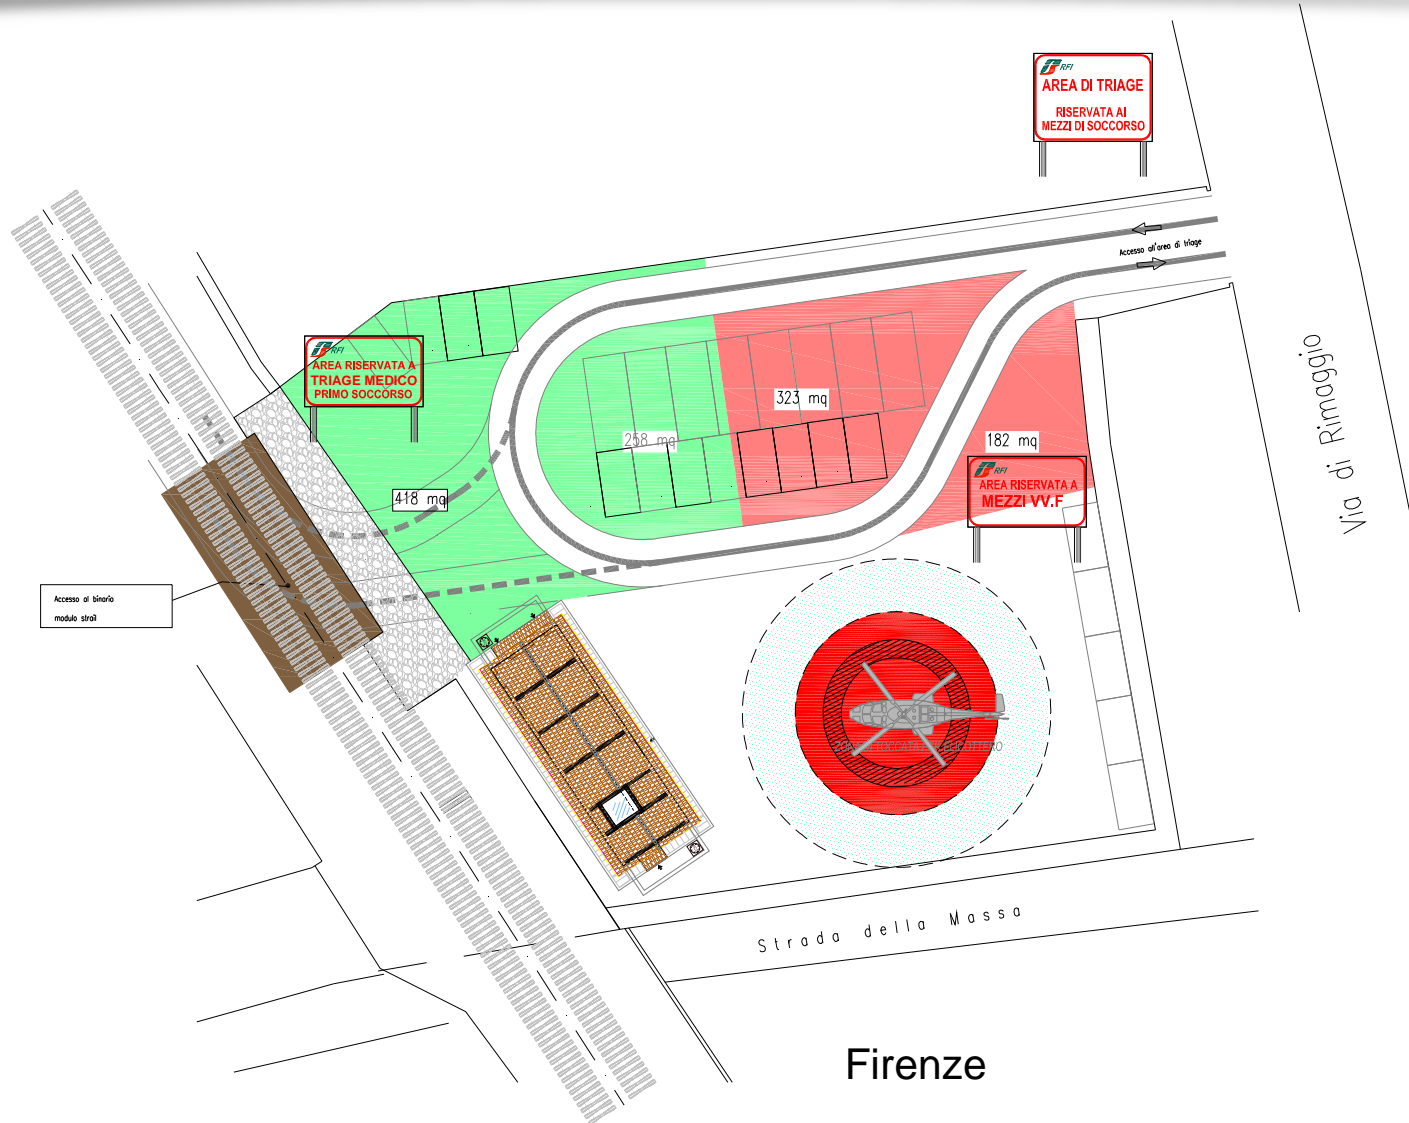 RFI
AREA DI TRIAGE
RISERVATA AI
MEZZI DI SOCCORSO
Accesso all'area di triage
Via di Rimaggio
RFI
AREA RISERVATA A
TRIAGE MEDICO
PRIMO SOCCORSO
323 mq
258 mq
182 mq
418 mq
RFI
AREA RISERVATA A
MEZZI VV.F
Accesso al binario
modulo strail
ELICOTTERO
Strada della Massa
Firenze